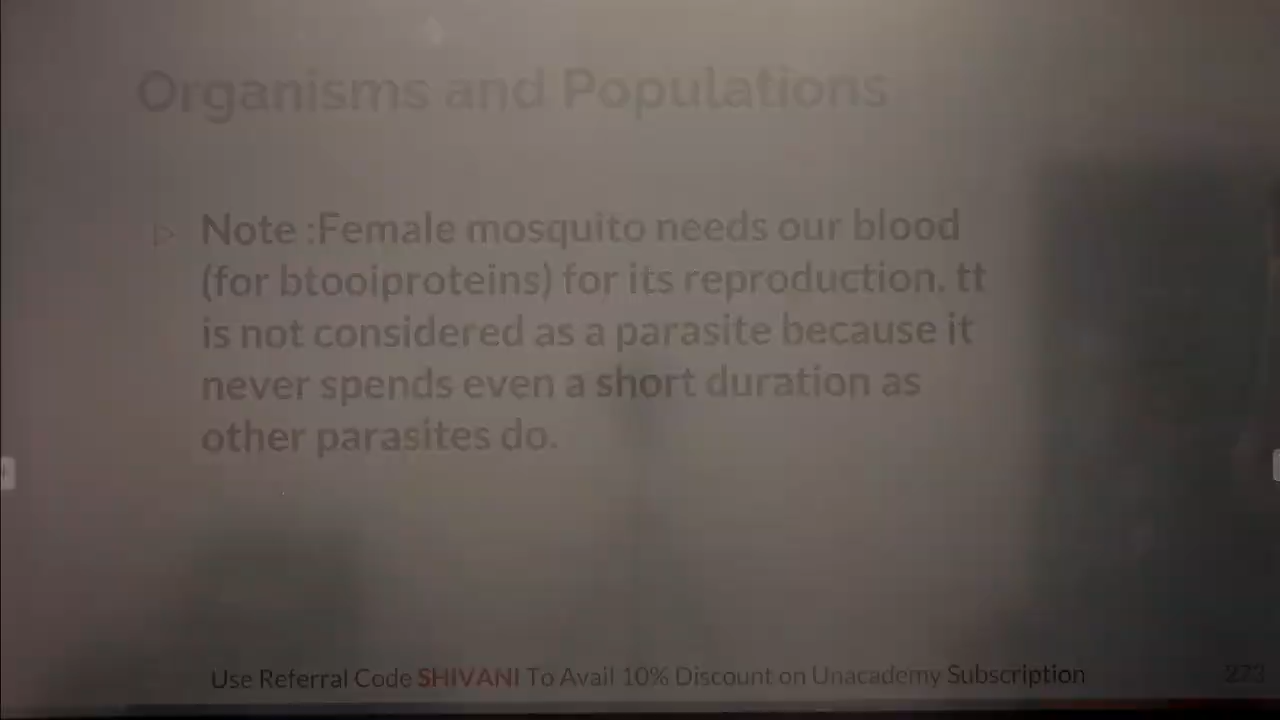 Organisms and Populations
Note :Female mosquito needs our blood
(for btooiproteins) for its reproduction. tt
is not considered as a parasite because it
never spends even a short duration as
other parasites do.
Use Referral Code SHIVANI To Avail 10% Discount on Unacademy Subscription
273